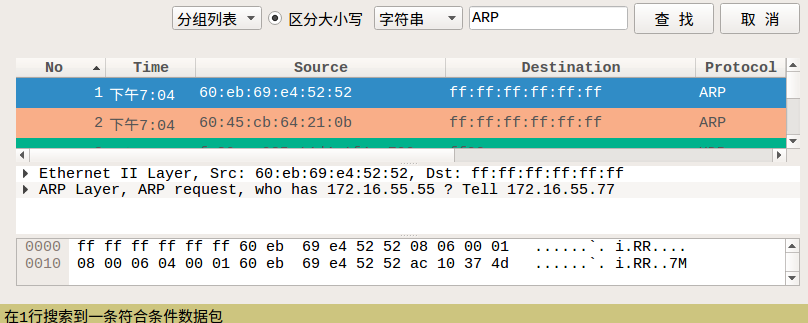 分组列表 区分大小写 字符串 ARP 查 找 取 消
No Time Source Destination Protocol
1 下午7:04 60:eb:69:e4:52:52 ff:ff:ff:ff:ff:ff ARP
2 下午7:04 60:45:cb:64:21:0b ff:ff:ff:ff:ff:ff ARP
Ethernet II Layer, Src: 60:eb:69:e4:52:52, Dst: ff:ff:ff:ff:ff:ff
ARP Layer, ARP request, who has 172.16.55.55 ? Tell 172.16.55.77
0000 ff ff ff ff ff ff 60 eb 69 e4 52 52 08 06 00 01 ......`. i.RR....
0010 08 00 06 04 00 01 60 eb 69 e4 52 52 ac 10 37 4d ......`. i.RR..7M
在1行搜索到一条符合条件数据包